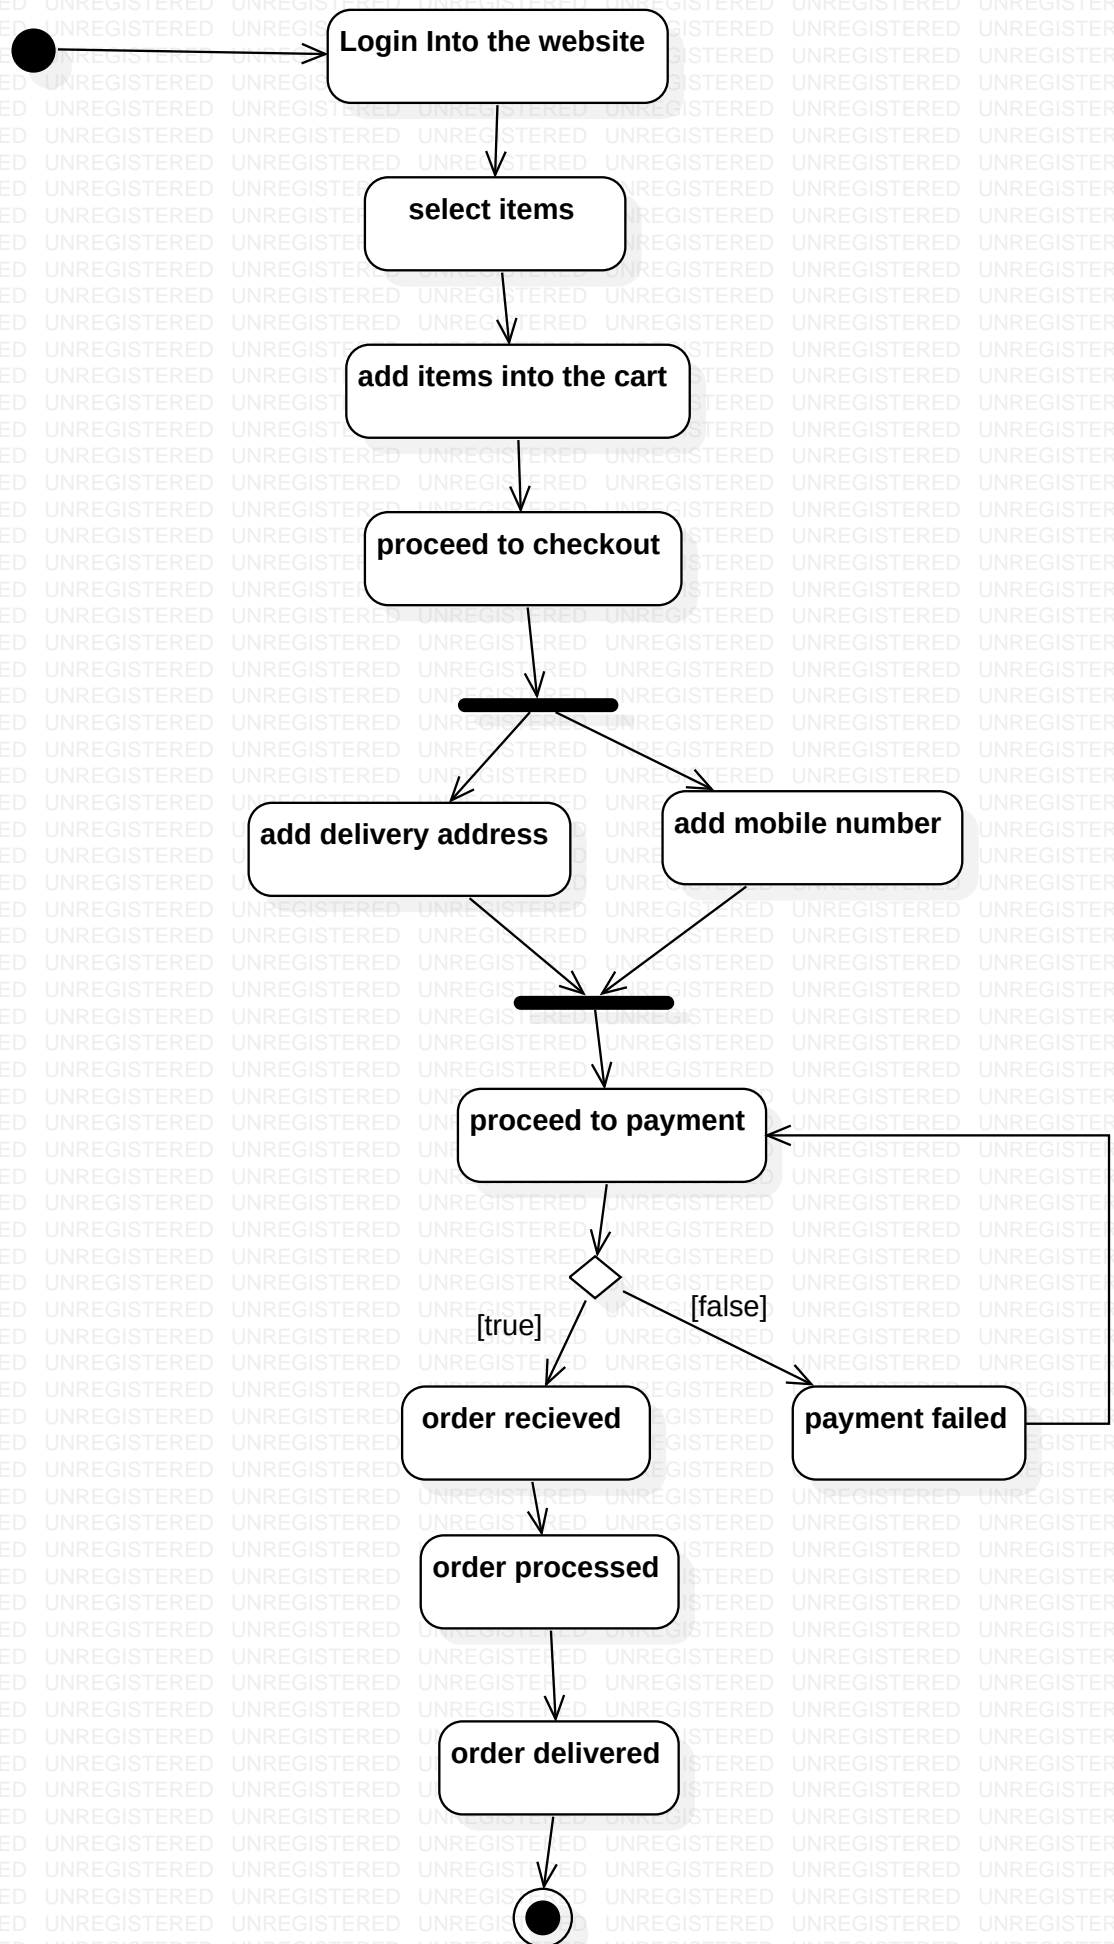 Login Into the website
select items
add items into the cart
proceed to checkout
add delivery address
add mobile number
proceed to payment
[true]
[false]
order recieved
payment failed
order processed
order delivered
UNREGISTERED